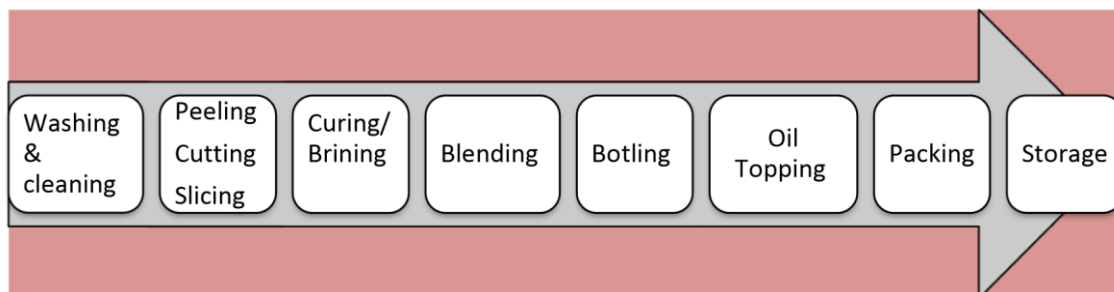 Washing
&
cleaning
Peeling
Cutting
Slicing
Curing/
Brining
Blending
Botling
Oil
Topping
Packing
Storage